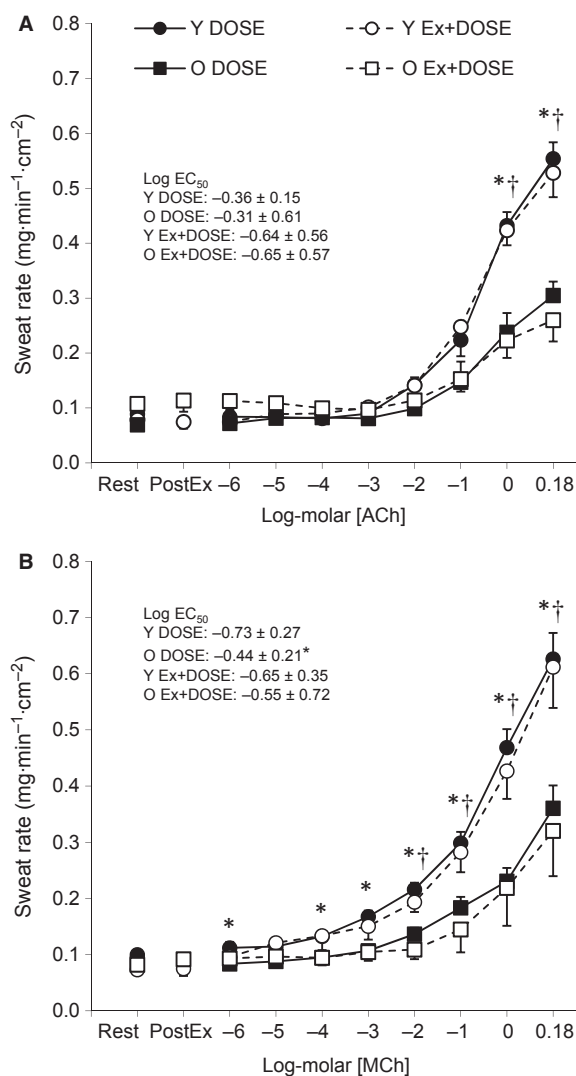 A
Y DOSE
Y Ex+DOSE
O DOSE
O Ex+DOSE
0.8
0.7
0.6
0.5
0.4
0.3
0.2
0.1
0.0
Sweat rate (mg·min⁻¹·cm⁻²)
*†
*†
Log EC₅₀
Y DOSE: –0.36 ± 0.15
O DOSE: –0.31 ± 0.61
Y Ex+DOSE: –0.64 ± 0.56
O Ex+DOSE: –0.65 ± 0.57
Rest PostEx –6 –5 –4 –3 –2 –1 0 0.18
Log-molar [ACh]
B
0.8
0.7
0.6
0.5
0.4
0.3
0.2
0.1
0.0
Sweat rate (mg·min⁻¹·cm⁻²)
Log EC₅₀
Y DOSE: –0.73 ± 0.27
O DOSE: –0.44 ± 0.21*
Y Ex+DOSE: –0.65 ± 0.35
O Ex+DOSE: –0.55 ± 0.72
*
*
*
*†
*†
*†
*†
Rest PostEx –6 –5 –4 –3 –2 –1 0 0.18
Log-molar [MCh]